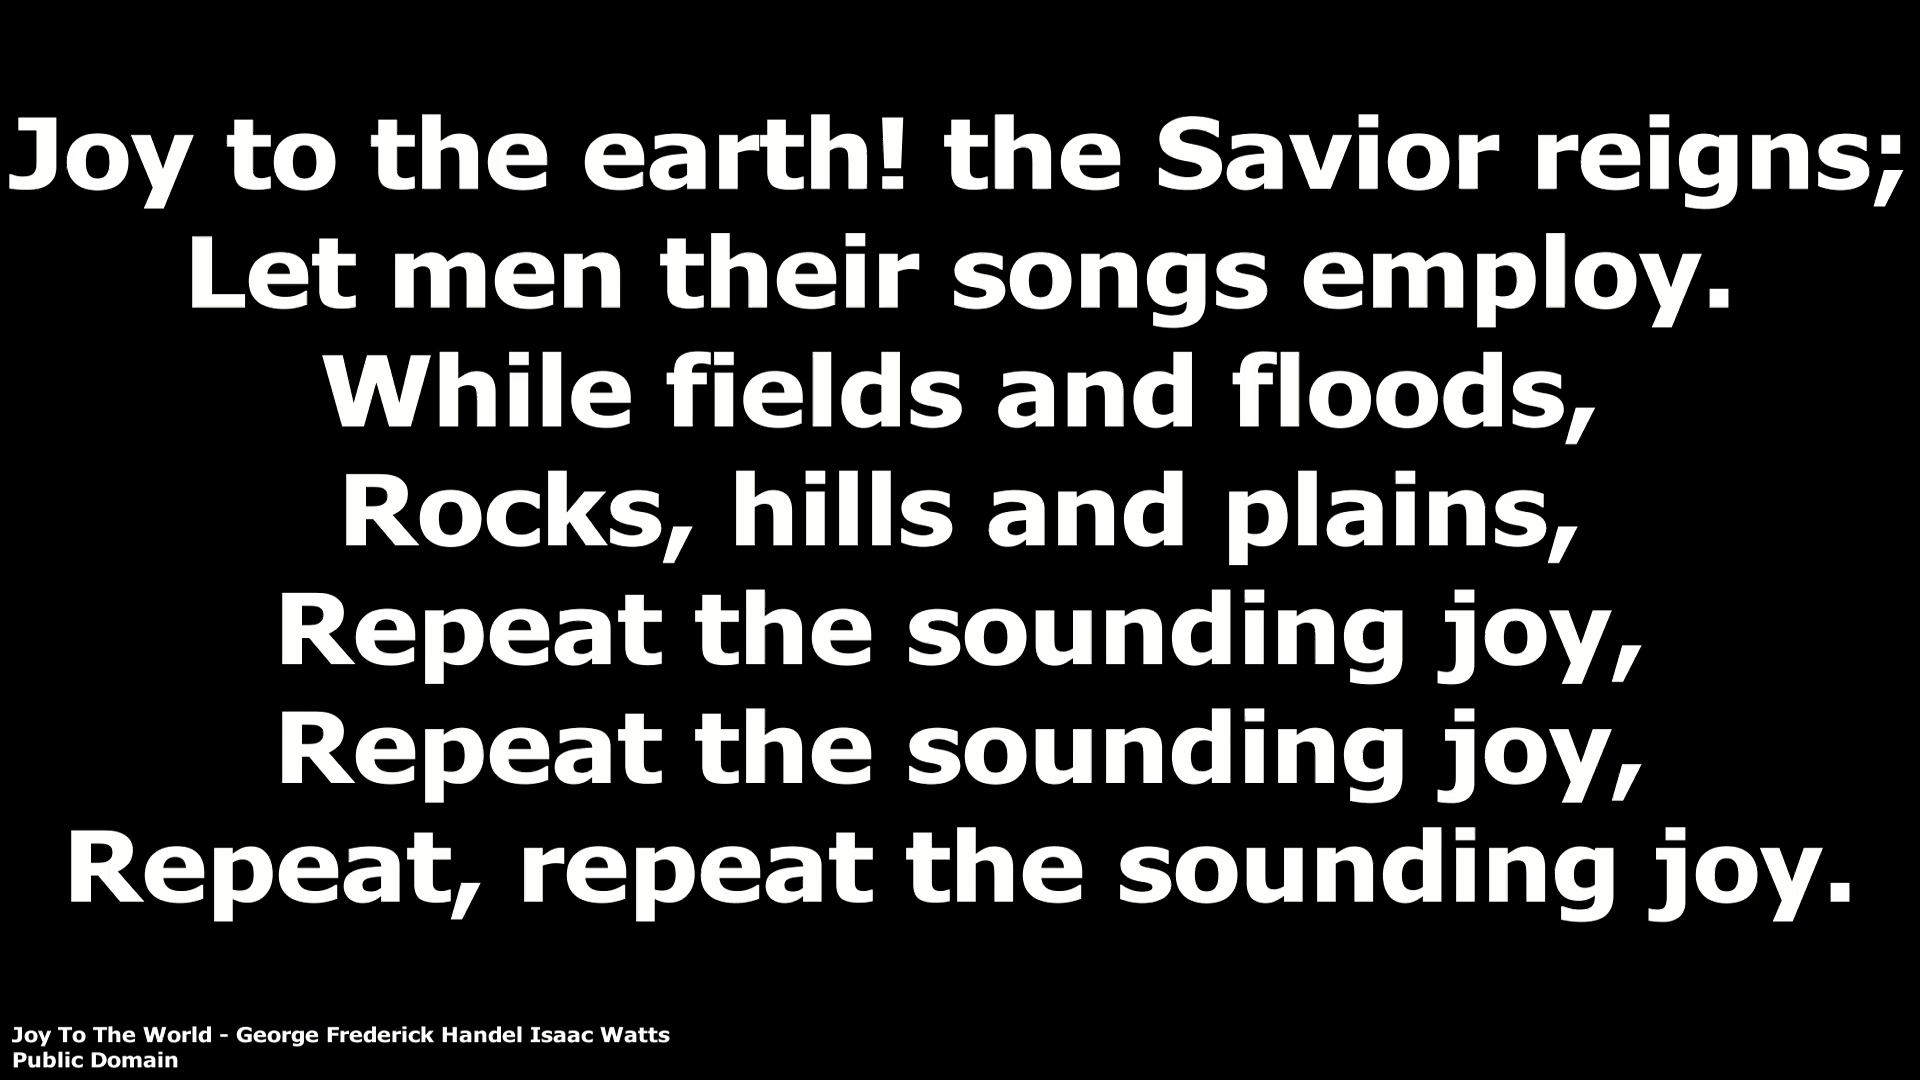 Joy to the earth! the Savior reigns;
Let men their songs employ.
While fields and floods,
Rocks, hills and plains,
Repeat the sounding joy,
Repeat the sounding joy,
Repeat, repeat the sounding joy.
Joy To The World - George Frederick Handel Isaac Watts
Public Domain